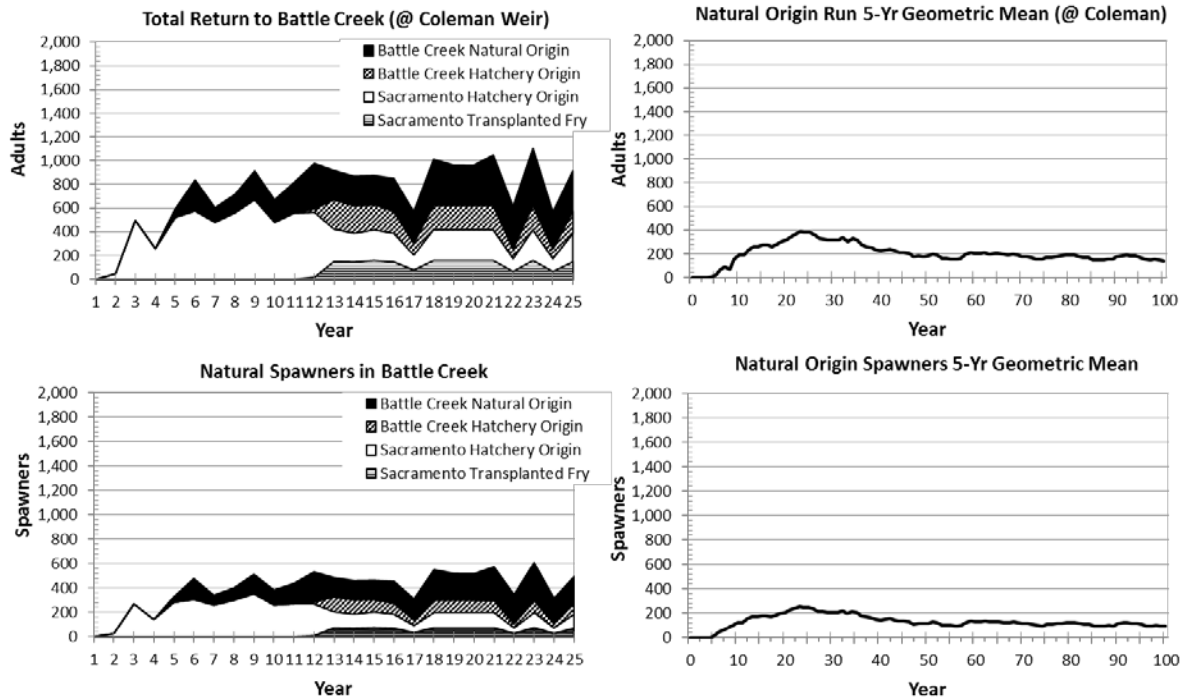 Total Return to Battle Creek (@ Coleman Weir)
2,000
1,800
1,600
1,400
1,200
1,000
800
600
400
200
0
Adults
Battle Creek Natural Origin
Battle Creek Hatchery Origin
Sacramento Hatchery Origin
Sacramento Transplanted Fry
1 2 3 4 5 6 7 8 9 10 11 12 13 14 15 16 17 18 19 20 21 22 23 24 25
Year
Natural Origin Run 5-Yr Geometric Mean (@ Coleman)
2,000
1,800
1,600
1,400
1,200
1,000
800
600
400
200
0
Adults
0 10 20 30 40 50 60 70 80 90 100
Year
Natural Spawners in Battle Creek
2,000
1,800
1,600
1,400
1,200
1,000
800
600
400
200
0
Spawners
Battle Creek Natural Origin
Battle Creek Hatchery Origin
Sacramento Hatchery Origin
Sacramento Transplanted Fry
1 2 3 4 5 6 7 8 9 10 11 12 13 14 15 16 17 18 19 20 21 22 23 24 25
Year
Natural Origin Spawners 5-Yr Geometric Mean
2,000
1,800
1,600
1,400
1,200
1,000
800
600
400
200
0
Spawners
0 10 20 30 40 50 60 70 80 90 100
Year